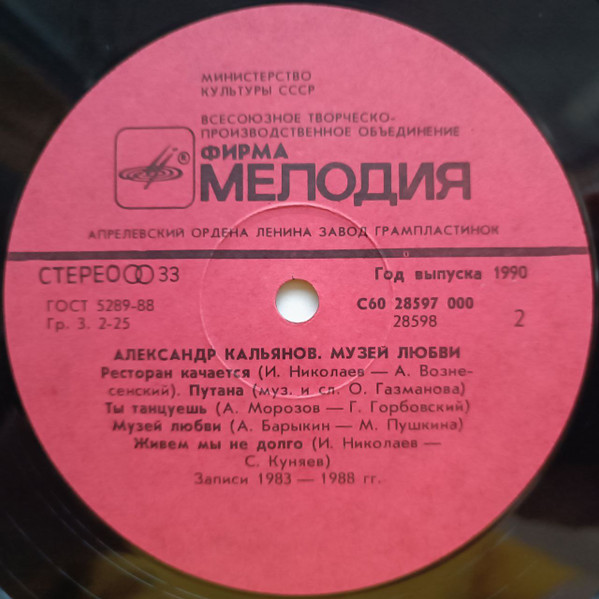 МИНИСТЕРСТВО
КУЛЬТУРЫ СССР
ВСЕСОЮЗНОЕ ТВОРЧЕСКО-
ПРОИЗВОДСТВЕННОЕ ОБЪЕДИНЕНИЕ
ФИРМА
®
МЕЛОДИЯ
АПРЕЛЕВСКИЙ ОРДЕНА ЛЕНИНА ЗАВОД ГРАМПЛАСТИНОК
СТЕРЕО 33
Год выпуска 1990
ГОСТ 5289-88
С60 28597 000
Гр. 3. 2-25
28598
2
АЛЕКСАНДР КАЛЬЯНОВ. МУЗЕЙ ЛЮБВИ
Ресторан качается (И. Николаев — А. Возне-
сенский). Путана (муз. и сл. О. Газманова)
Ты танцуешь (А. Морозов — Г. Горбовский)
Музей любви (А. Барыкин — М. Пушкина)
Живем мы не долго (И. Николаев —
С. Куняев)
Записи 1983 — 1988 гг.